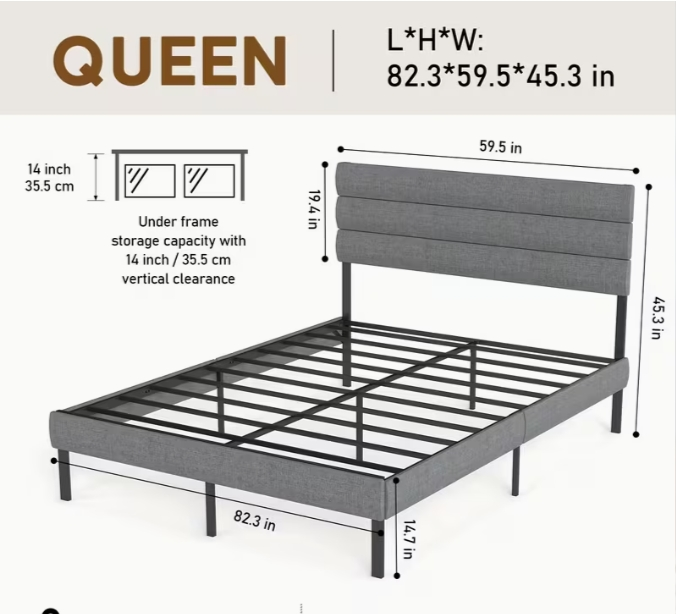 QUEEN
L*H*W:
82.3*59.5*45.3 in
14 inch
35.5 cm
Under frame
storage capacity with
14 inch / 35.5 cm
vertical clearance
59.5 in
19.4 in
45.3 in
82.3 in
14.7 in